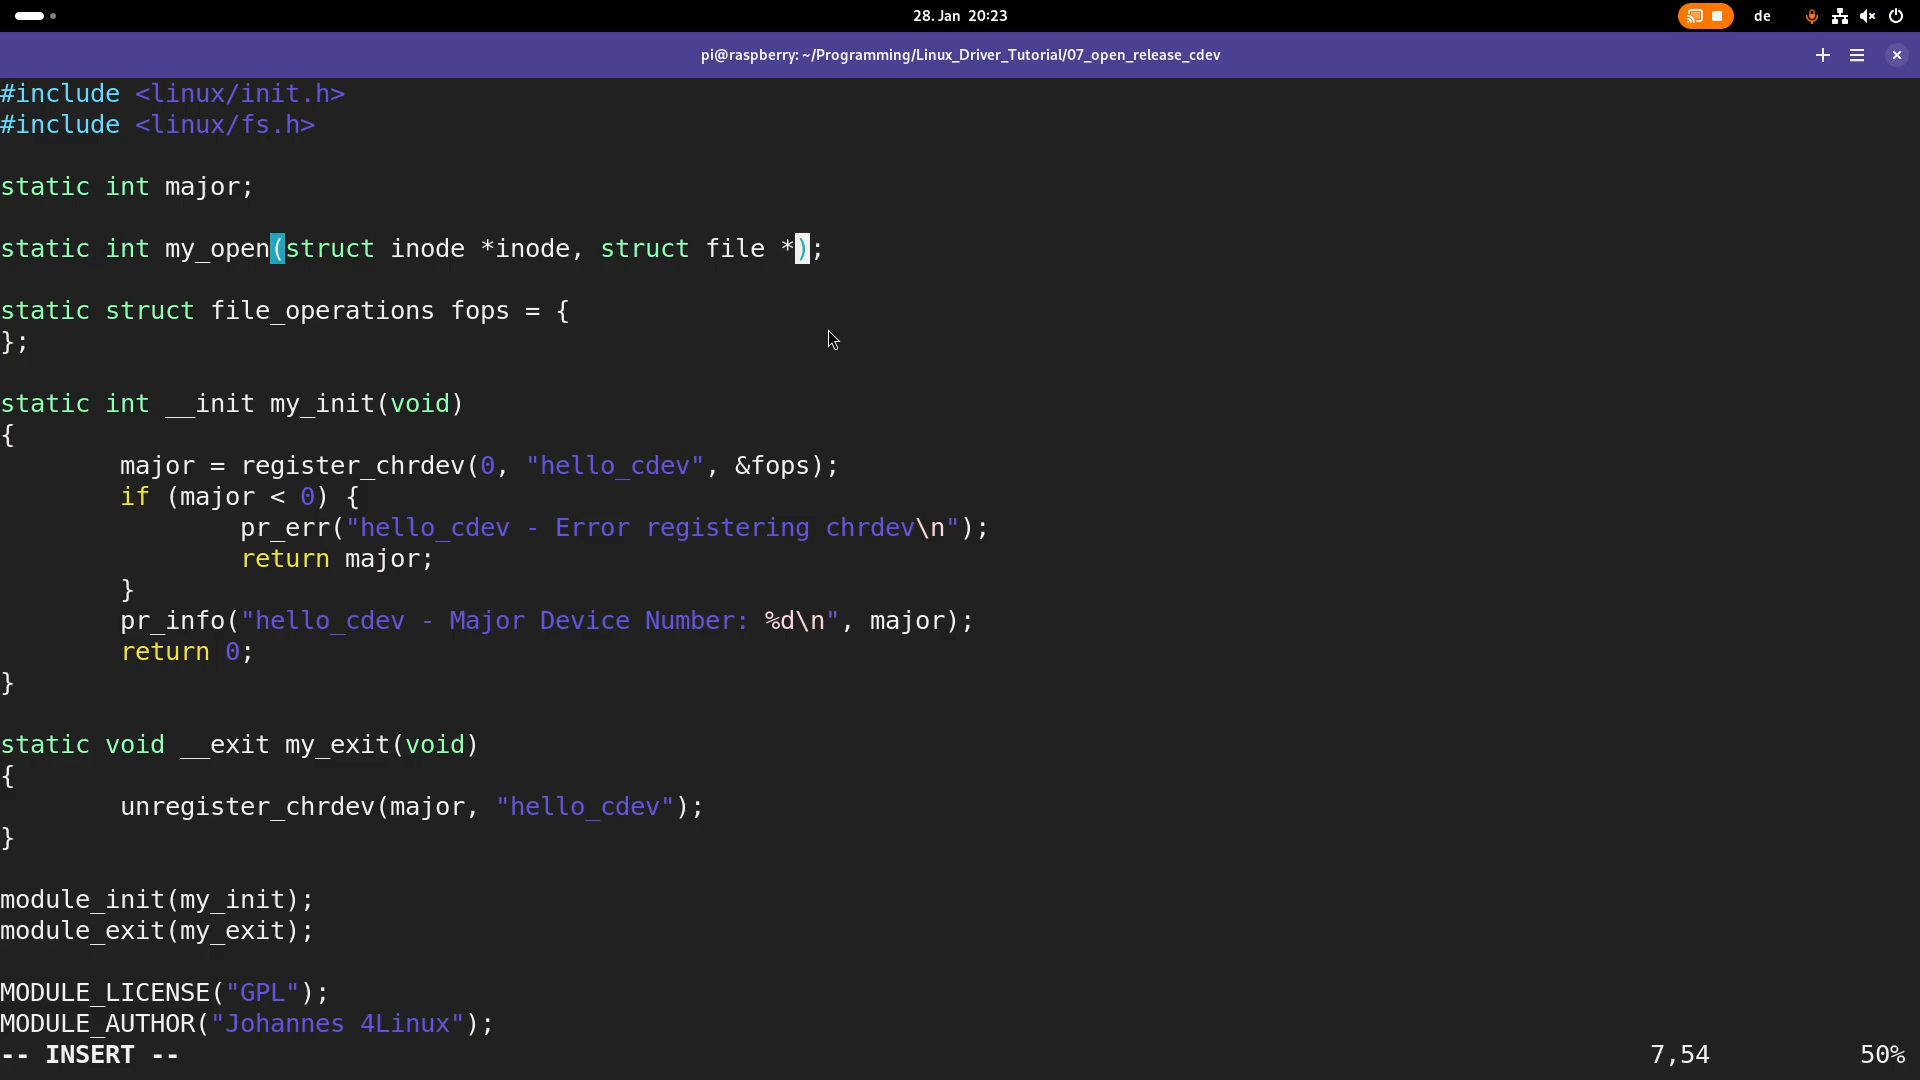 28. Jan 20:23
de
pi@raspberry: ~/Programming/Linux_Driver_Tutorial/07_open_release_cdev
#include <linux/init.h>
#include <linux/fs.h>
static int major;
static int my_open(struct inode *inode, struct file *);
static struct file_operations fops = {
};
static int __init my_init(void)
{
        major = register_chrdev(0, "hello_cdev", &fops);
        if (major < 0) {
                pr_err("hello_cdev - Error registering chrdev\n");
                return major;
        }
        pr_info("hello_cdev - Major Device Number: %d\n", major);
        return 0;
}
static void __exit my_exit(void)
{
        unregister_chrdev(major, "hello_cdev");
}
module_init(my_init);
module_exit(my_exit);
MODULE_LICENSE("GPL");
MODULE_AUTHOR("Johannes 4Linux");
-- INSERT -- 7,54 50%